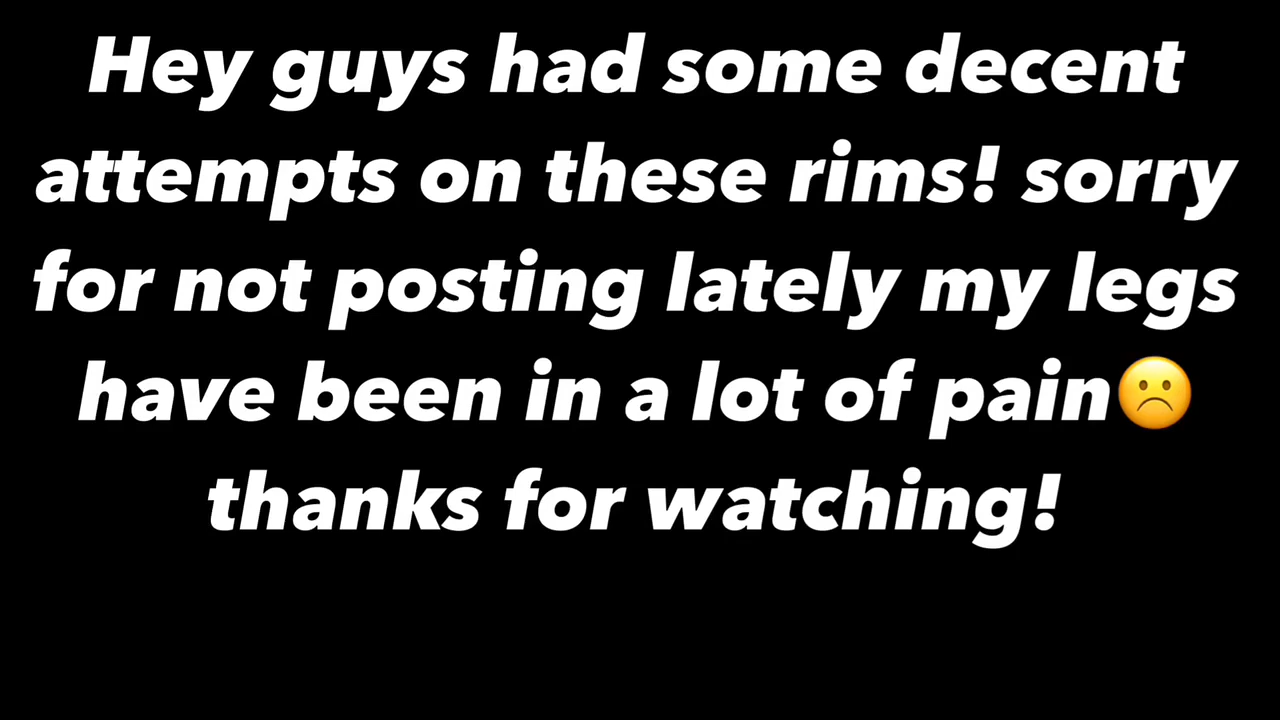 Hey guys had some decent
attempts on these rims! sorry
for not posting lately my legs
have been in a lot of pain☹️
thanks for watching!